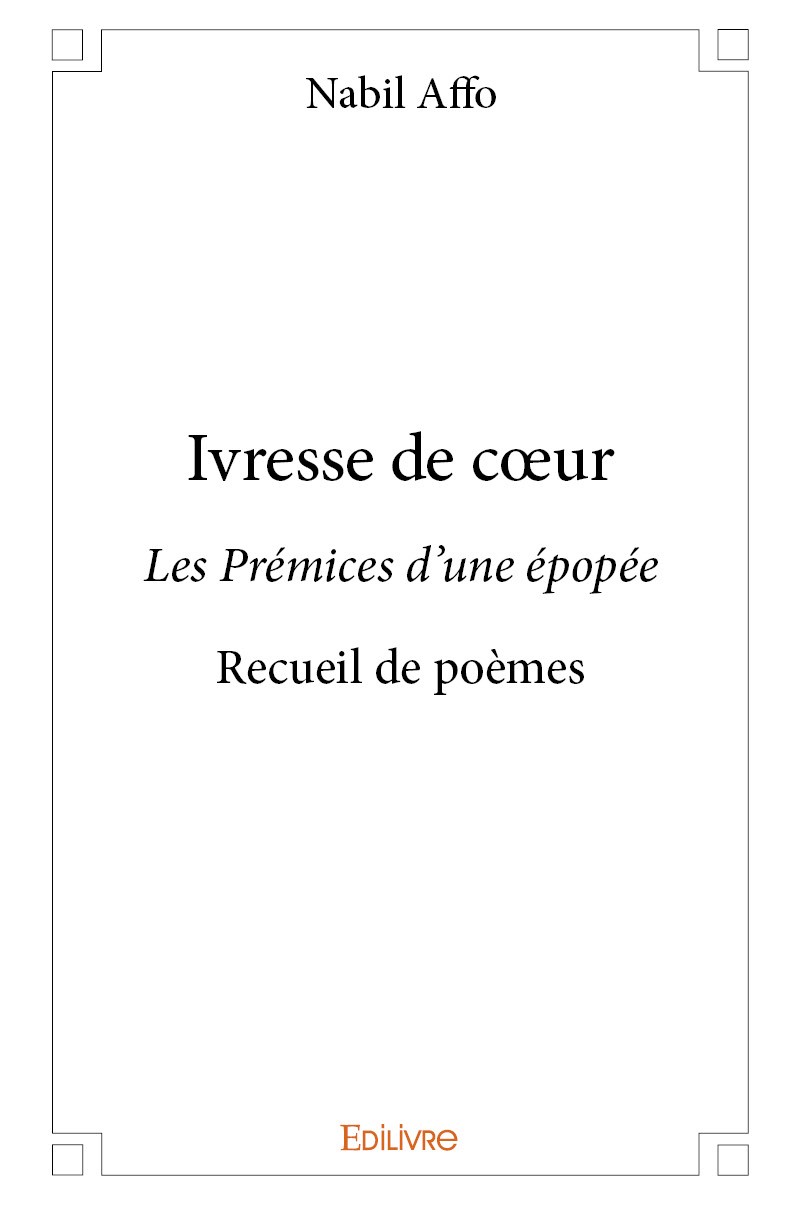 Nabil Affo
Ivresse de cœur
Les Prémices d’une épopée
Recueil de poèmes
EDILIVRE